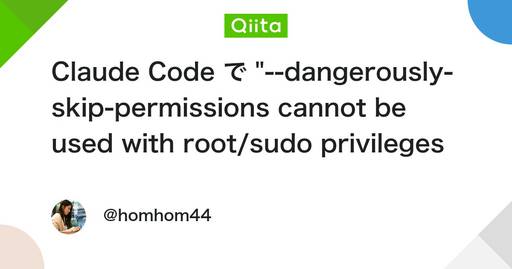 Qiita
Claude Code で "--dangerously-
skip-permissions cannot be
used with root/sudo privileges
@homhom44